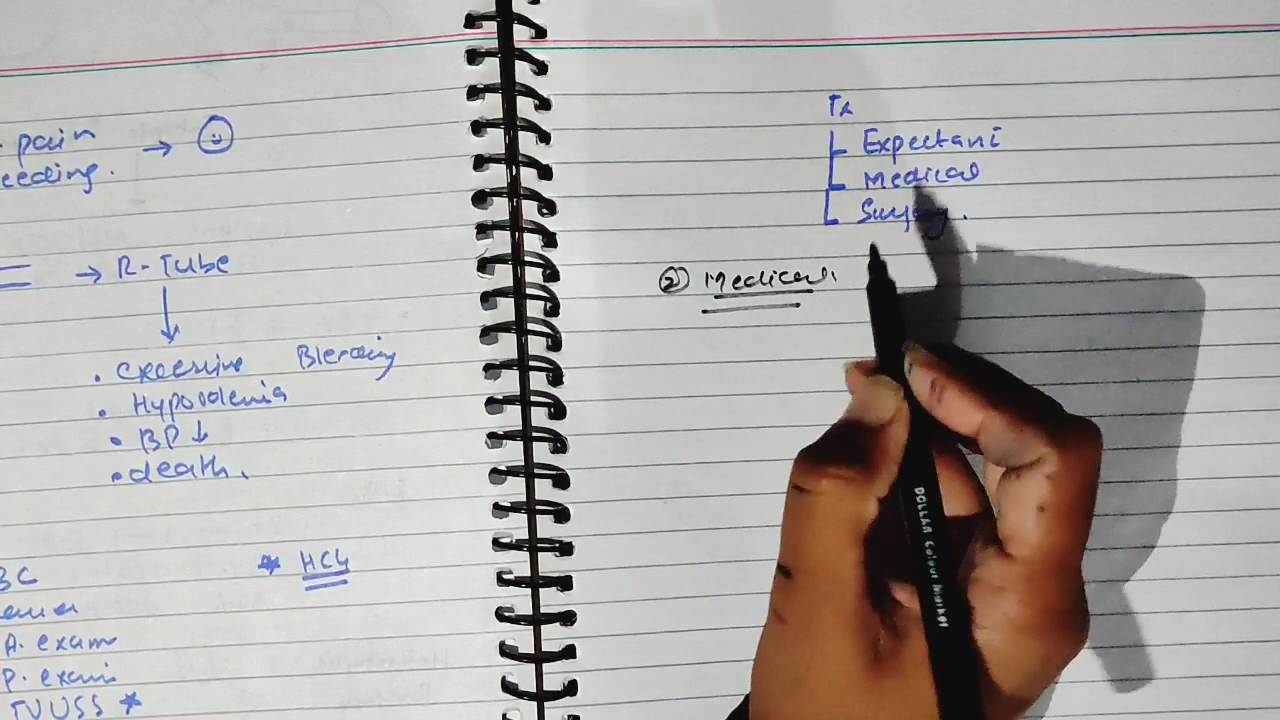 pain → ☺
eeding.
→ R-Tube
• excessive Bleeding
• Hypovolemia
• BP ↓
• death.
BC
* HCG
A. exam
P. exam
TVUSS *
Tx
Expectant
Medical
Surgery.
② Medical.
DOLLAR Colour Marker